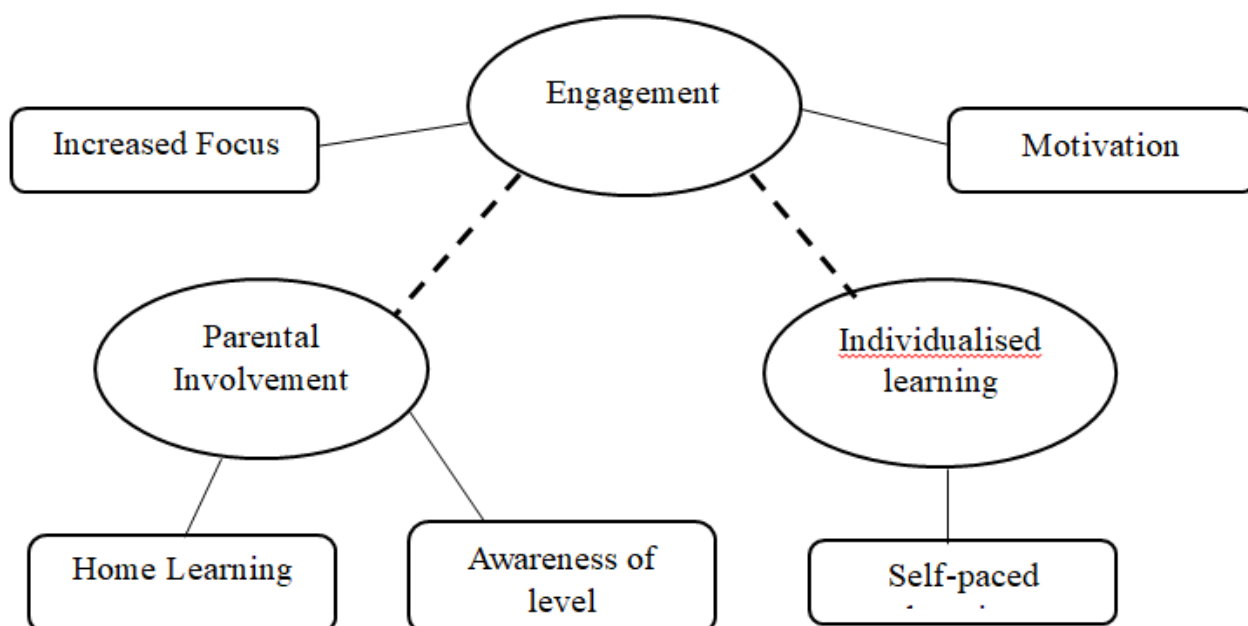 Engagement
Increased Focus
Motivation
Parental
Involvement
Individualised
learning
Home Learning
Awareness of
level
Self-paced